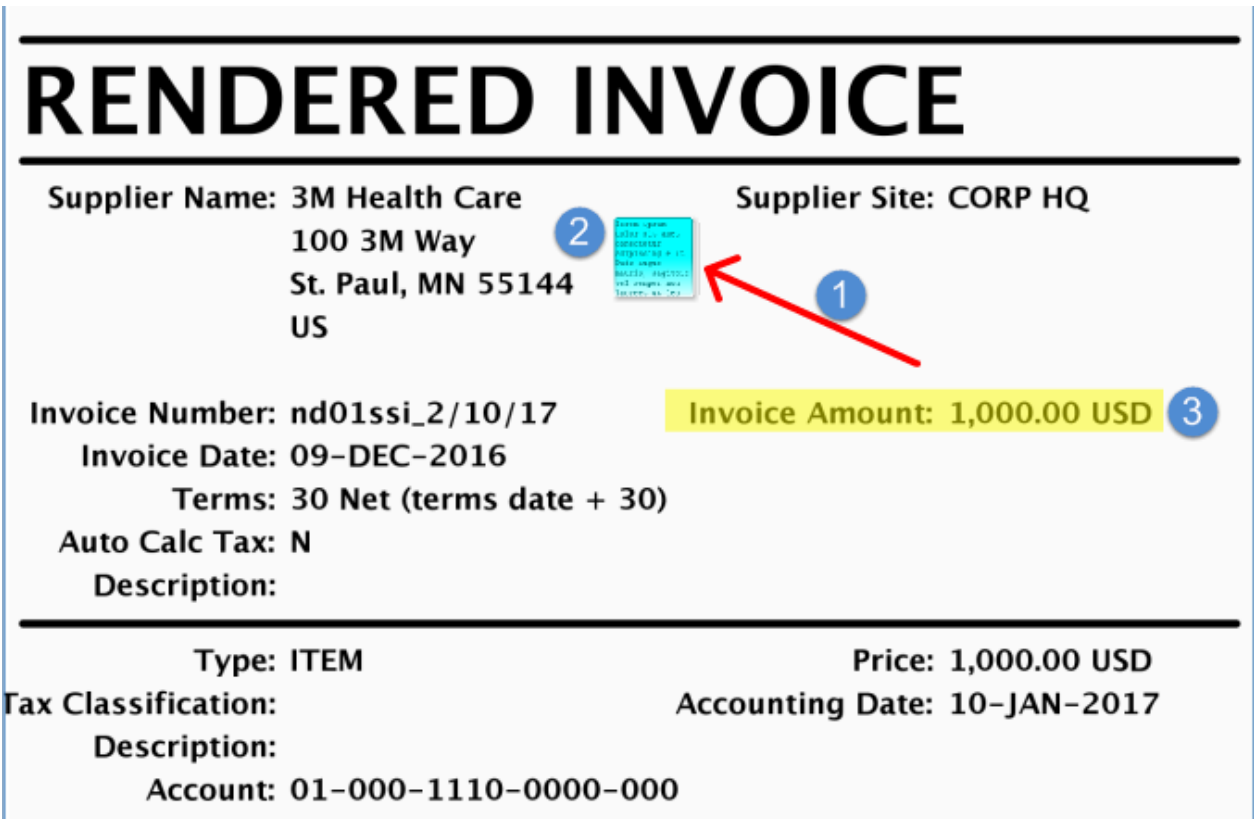 RENDERED INVOICE
Supplier Name: 3M Health Care Supplier Site: CORP HQ
100 3M Way
2
St. Paul, MN 55144
1
US
Invoice Number: nd01ssi_2/10/17 Invoice Amount: 1,000.00 USD 3
Invoice Date: 09-DEC-2016
Terms: 30 Net (terms date + 30)
Auto Calc Tax: N
Description:
Type: ITEM Price: 1,000.00 USD
Tax Classification: Accounting Date: 10-JAN-2017
Description:
Account: 01-000-1110-0000-000